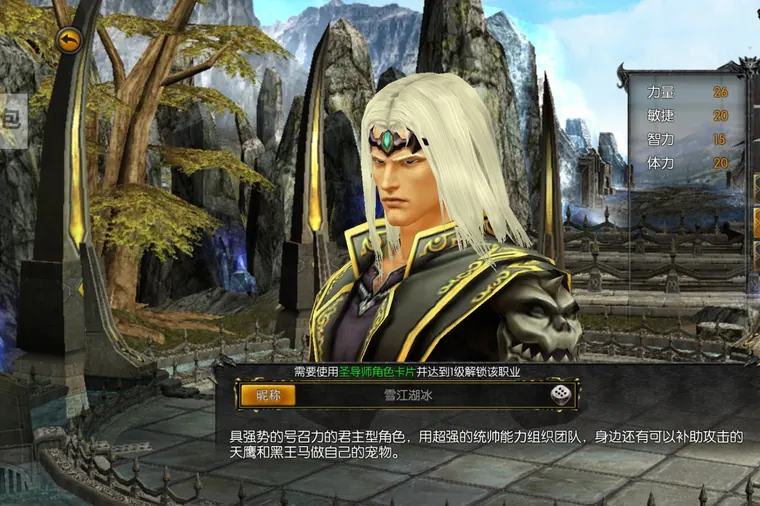 包
力量 26
敏捷 20
智力 15
体力 20
需要使用圣导师角色卡片并达到1级解锁该职业
昵称 雪江湖冰
具强势的号召力的君主型角色，用超强的统帅能力组织团队，身边还有可以补助攻击的
天鹰和黑王马做自己的宠物。